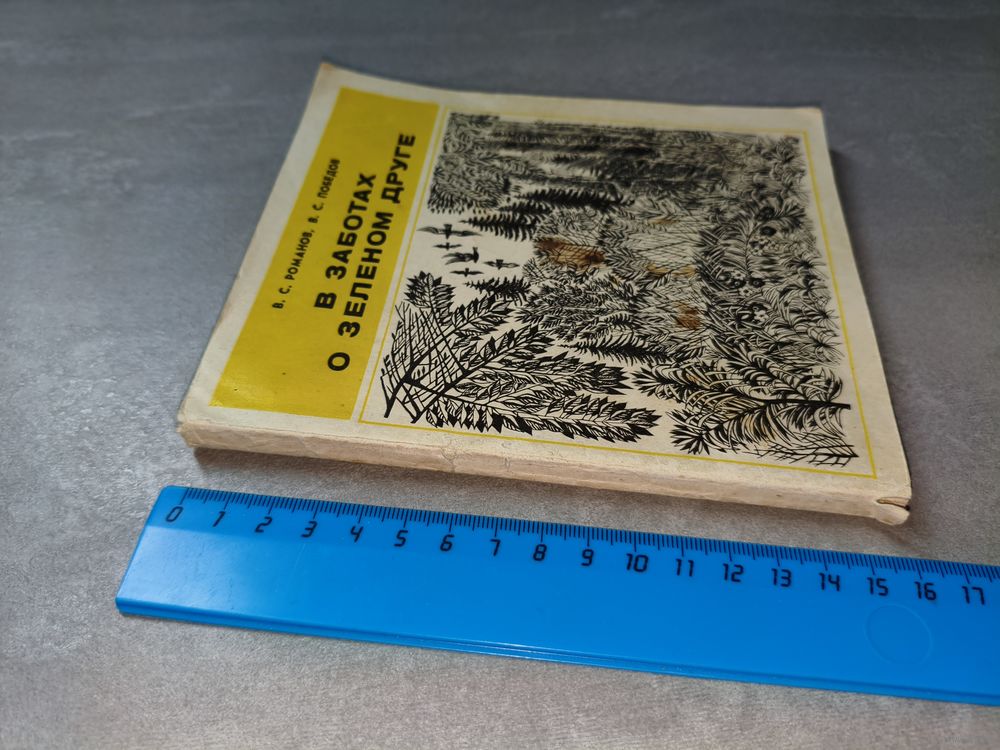 В. С. РОМАНОВ, В. С. ПОБЕДОВ
В ЗАБОТАХ
О ЗЕЛЕНОМ ДРУГЕ
0 1 2 3 4 5 6 7 8 9 10 11 12 13 14 15 16 17